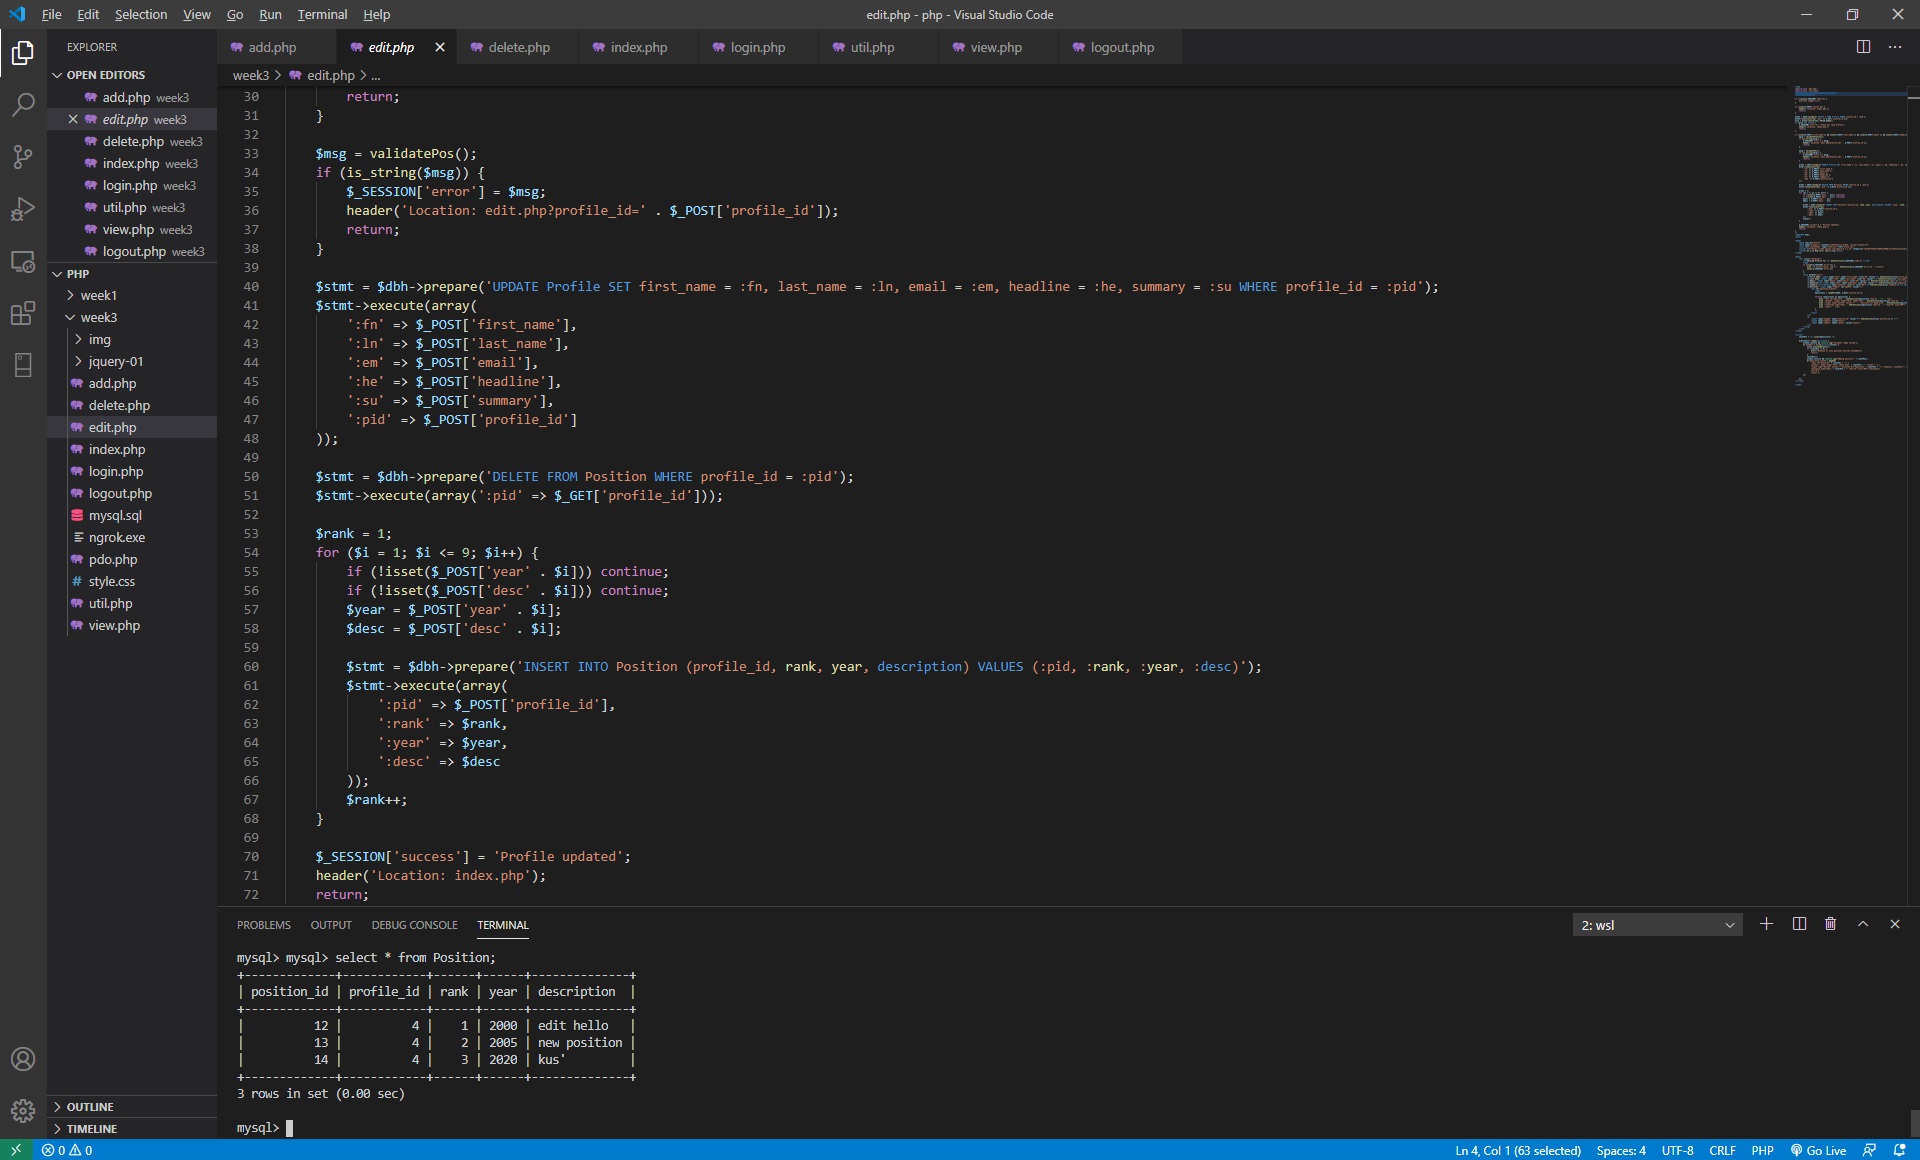 File Edit Selection View Go Run Terminal Help
edit.php - php - Visual Studio Code
EXPLORER
OPEN EDITORS
add.php week3
edit.php week3
delete.php week3
index.php week3
login.php week3
util.php week3
view.php week3
logout.php week3
PHP
week1
week3
img
jquery-01
add.php
delete.php
edit.php
index.php
login.php
logout.php
mysql.sql
ngrok.exe
pdo.php
# style.css
util.php
view.php
OUTLINE
TIMELINE
add.php edit.php delete.php index.php login.php util.php view.php logout.php
week3 > edit.php > ...
30 return;
31 }
32
33 $msg = validatePos();
34 if (is_string($msg)) {
35 $_SESSION['error'] = $msg;
36 header('Location: edit.php?profile_id=' . $_POST['profile_id']);
37 return;
38 }
39
40 $stmt = $dbh->prepare('UPDATE Profile SET first_name = :fn, last_name = :ln, email = :em, headline = :he, summary = :su WHERE profile_id = :pid');
41 $stmt->execute(array(
42 ':fn' => $_POST['first_name'],
43 ':ln' => $_POST['last_name'],
44 ':em' => $_POST['email'],
45 ':he' => $_POST['headline'],
46 ':su' => $_POST['summary'],
47 ':pid' => $_POST['profile_id']
48 ));
49
50 $stmt = $dbh->prepare('DELETE FROM Position WHERE profile_id = :pid');
51 $stmt->execute(array(':pid' => $_GET['profile_id']));
52
53 $rank = 1;
54 for ($i = 1; $i <= 9; $i++) {
55 if (!isset($_POST['year' . $i])) continue;
56 if (!isset($_POST['desc' . $i])) continue;
57 $year = $_POST['year' . $i];
58 $desc = $_POST['desc' . $i];
59
60 $stmt = $dbh->prepare('INSERT INTO Position (profile_id, rank, year, description) VALUES (:pid, :rank, :year, :desc)');
61 $stmt->execute(array(
62 ':pid' => $_POST['profile_id'],
63 ':rank' => $rank,
64 ':year' => $year,
65 ':desc' => $desc
66 ));
67 $rank++;
68 }
69
70 $_SESSION['success'] = 'Profile updated';
71 header('Location: index.php');
72 return;
PROBLEMS OUTPUT DEBUG CONSOLE TERMINAL
2: wsl
mysql> mysql> select * from Position;
+-------------+------------+------+------+--------------+
| position_id | profile_id | rank | year | description |
+-------------+------------+------+------+--------------+
| 12 | 4 | 1 | 2000 | edit hello |
| 13 | 4 | 2 | 2005 | new position |
| 14 | 4 | 3 | 2020 | kus' |
+-------------+------------+------+------+--------------+
3 rows in set (0.00 sec)
mysql>
0 0
Ln 4, Col 1 (63 selected) Spaces: 4 UTF-8 CRLF PHP Go Live